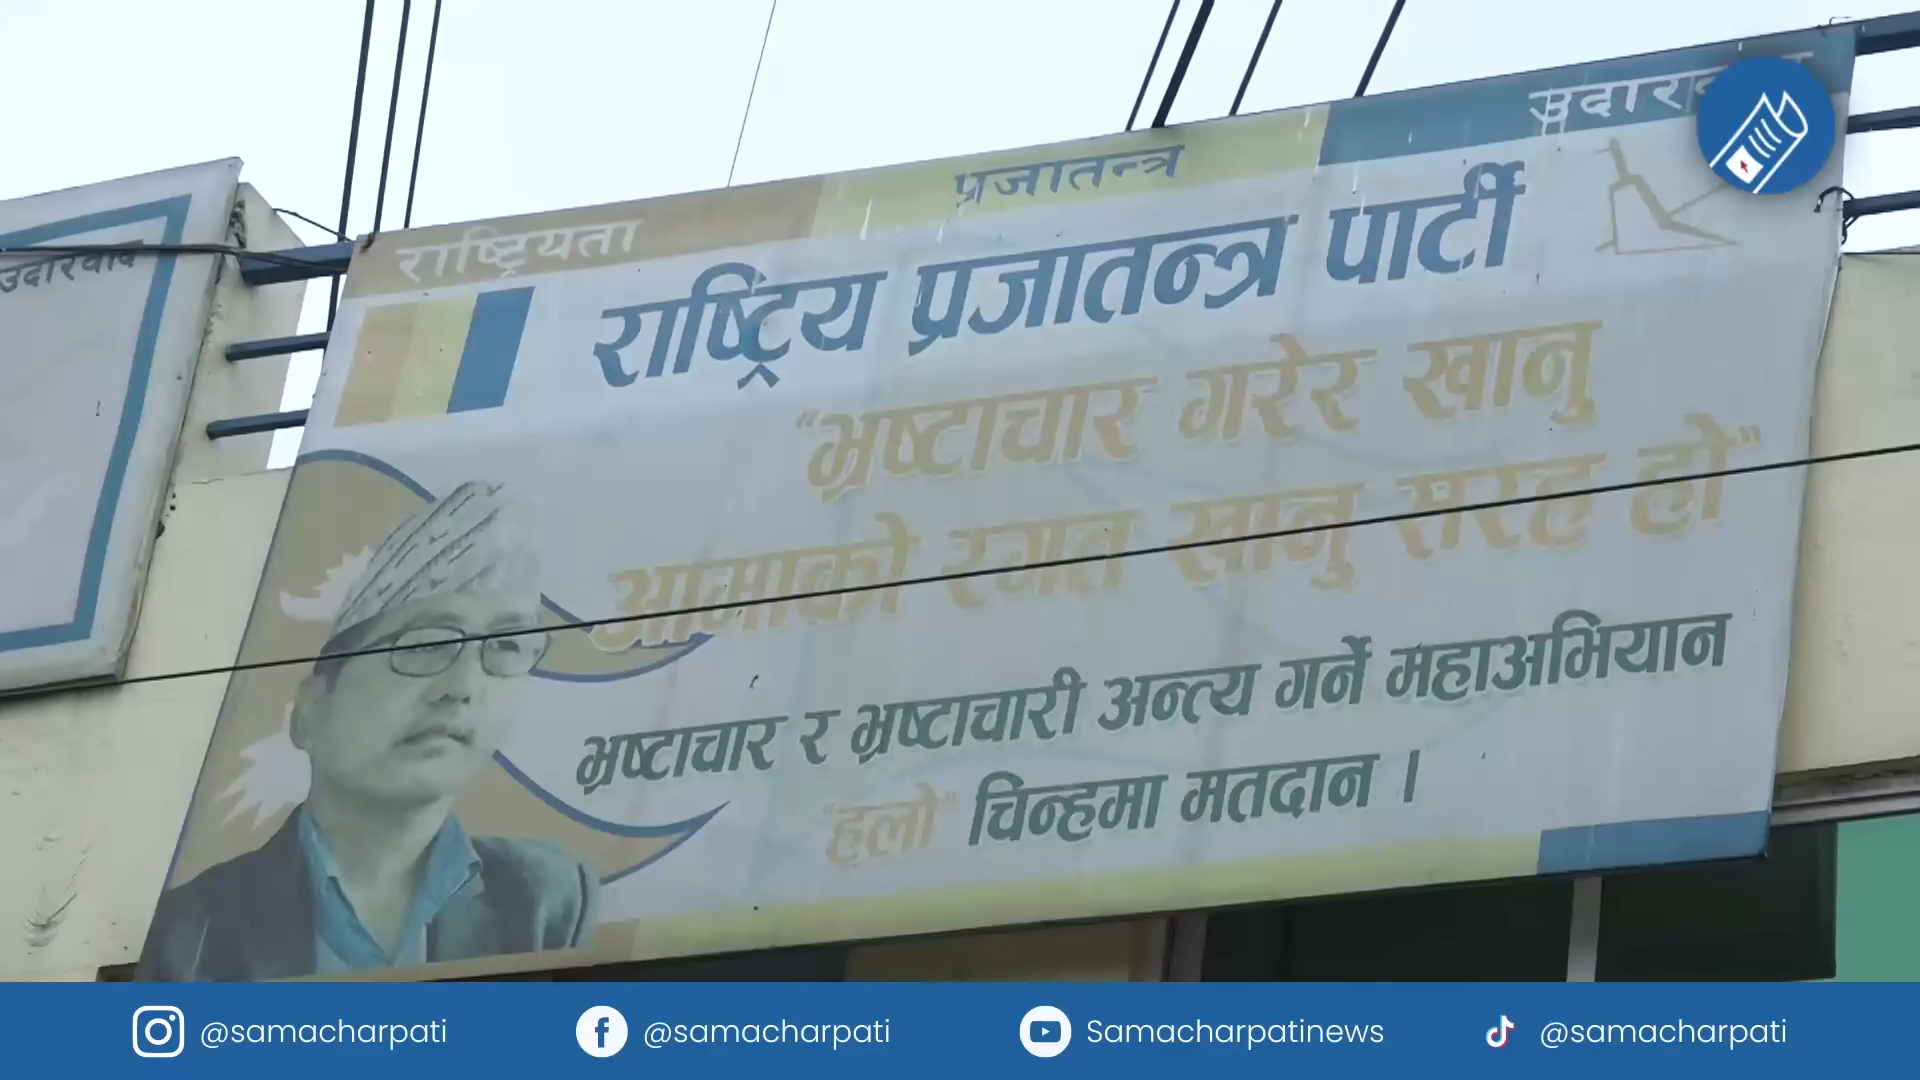 उदारवाद
राष्ट्रियता
प्रजातन्त्र
राष्ट्रिय प्रजातन्त्र पार्टी
"भ्रष्टाचार गरेर खानु
आमाको रगत खानु सरह हो"
भ्रष्टाचार र भ्रष्टाचारी अन्त्य गर्ने महाअभियान
"हलो" चिन्हमा मतदान ।
@samacharpati
@samacharpati
Samacharpatinews
@samacharpati